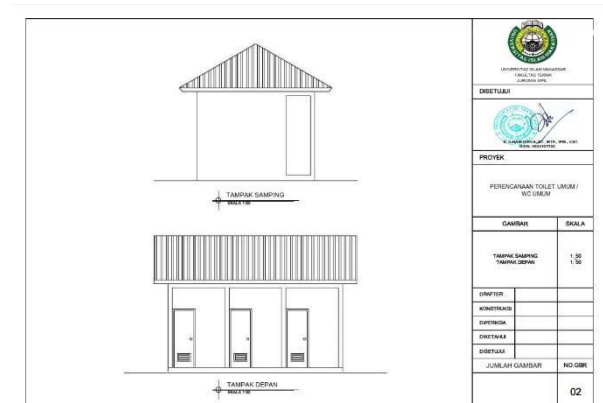 UNIVERSITAS ISLAM MAKASSAR
FAKULTAS TEKNIK
JURUSAN SIPIL
DISETUJUI
PROYEK
PERENCANAAN TOILET UMUM /
WC UMUM
GAMBAR SKALA
TAMPAK SAMPING 1 : 50
TAMPAK DEPAN 1 : 50
DRAFTER
KONSTRUKSI
DIPERIKSA
DIKETAHUI
DISETUJUI
JUMLAH GAMBAR NO.GBR
02
TAMPAK SAMPING
TAMPAK DEPAN